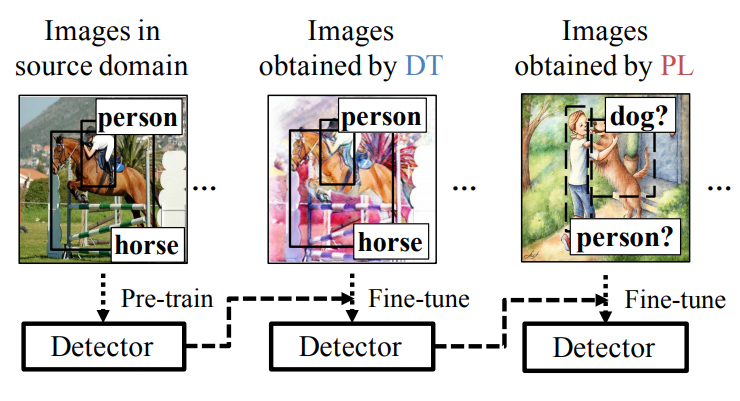 Images in
source domain
Images
obtained by DT
Images
obtained by PL
person
horse
...
person
horse
...
dog?
person?
...
Pre-train
Fine-tune
Fine-tune
Detector
Detector
Detector